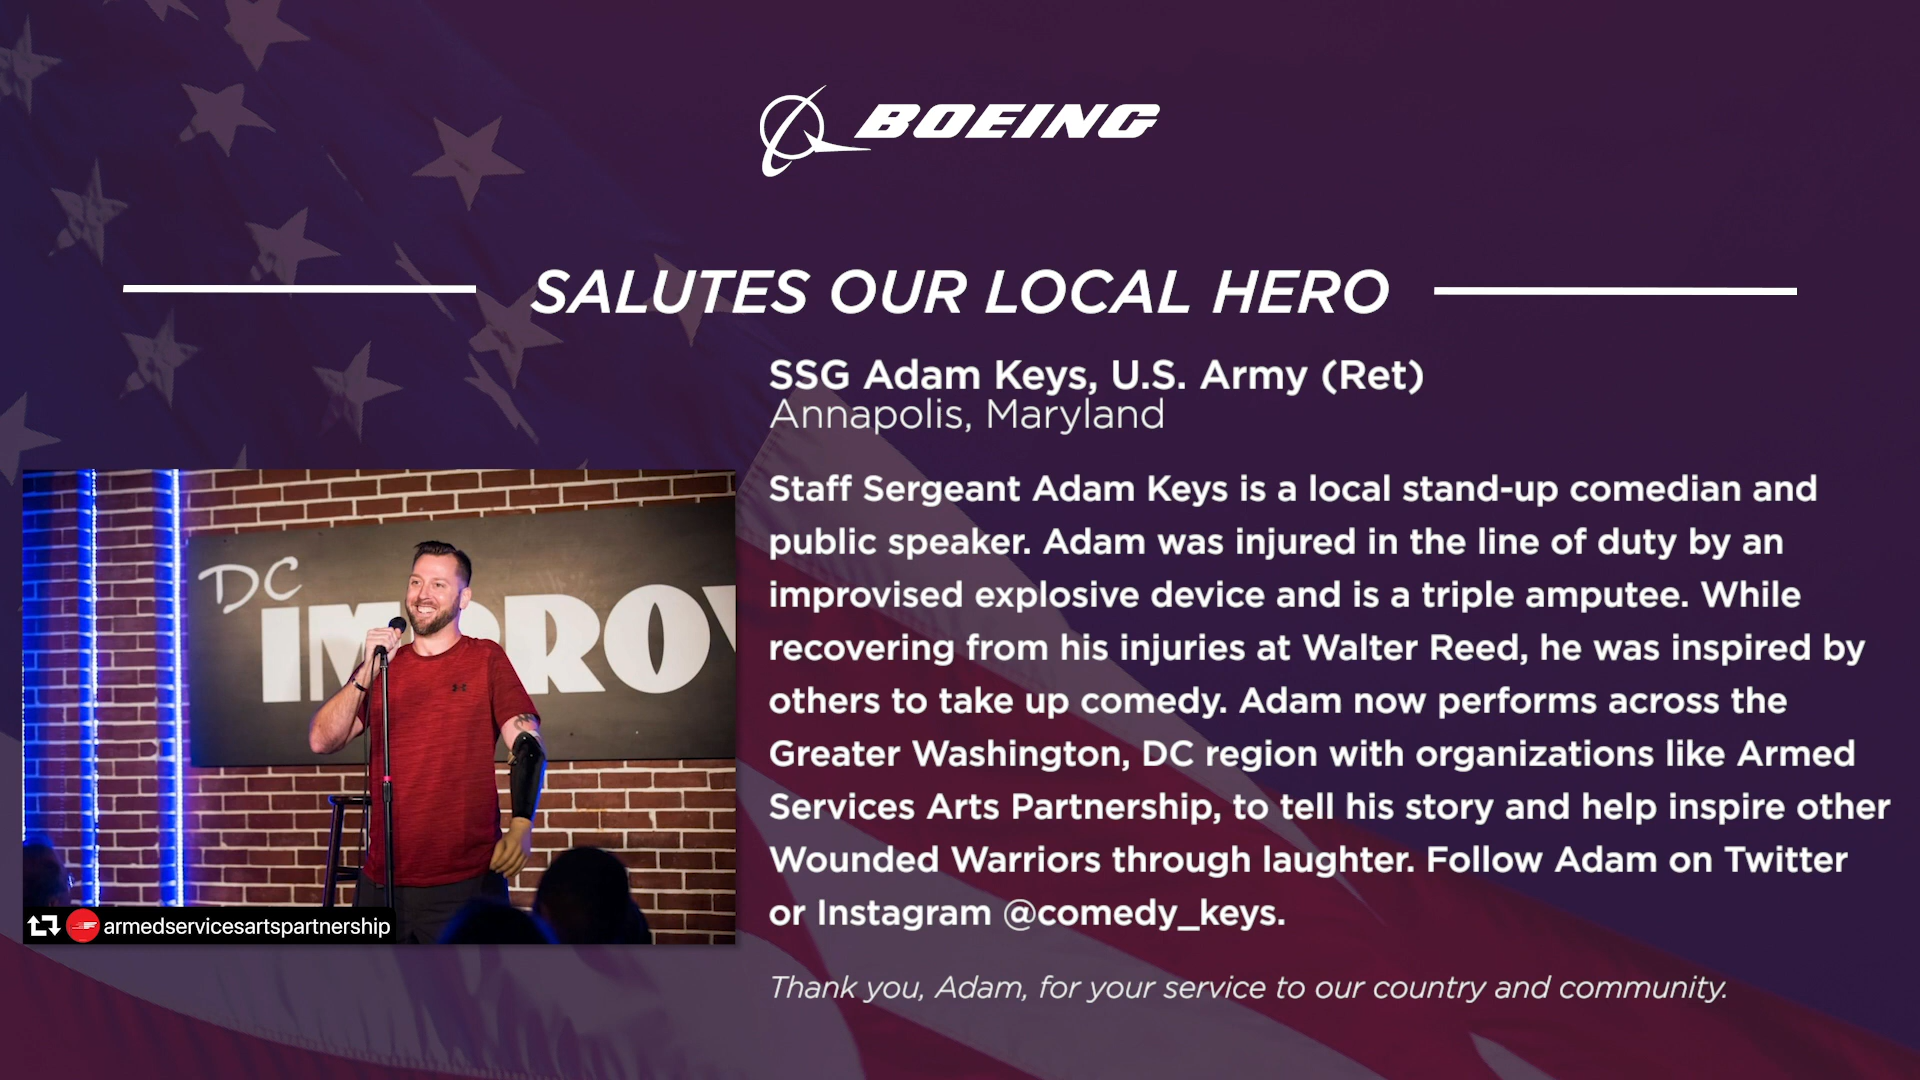 BOEING
SALUTES OUR LOCAL HERO
SSG Adam Keys, U.S. Army (Ret)
Annapolis, Maryland
Staff Sergeant Adam Keys is a local stand-up comedian and
public speaker. Adam was injured in the line of duty by an
improvised explosive device and is a triple amputee. While
recovering from his injuries at Walter Reed, he was inspired by
others to take up comedy. Adam now performs across the
Greater Washington, DC region with organizations like Armed
Services Arts Partnership, to tell his story and help inspire other
Wounded Warriors through laughter. Follow Adam on Twitter
or Instagram @comedy_keys.
Thank you, Adam, for your service to our country and community.
DC
IMPROV
armedservicesartspartnership